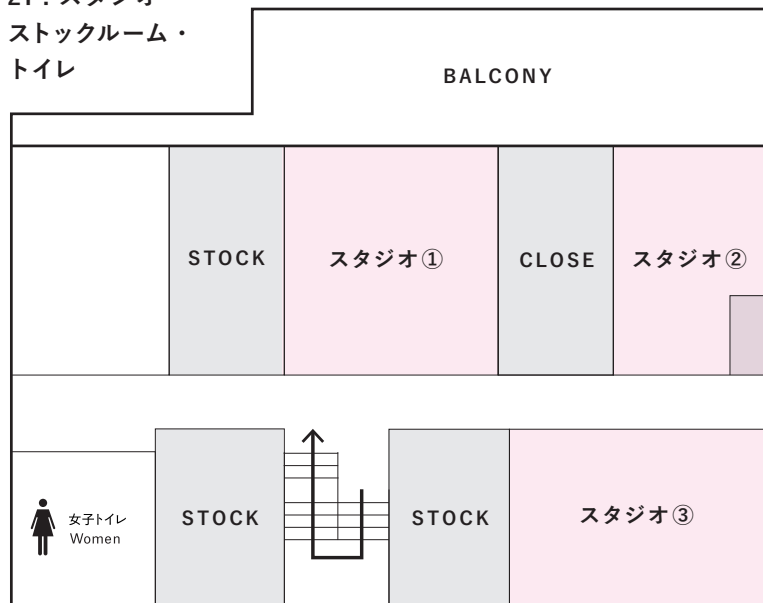 ストックルーム・
トイレ
BALCONY
STOCK
スタジオ①
CLOSE
スタジオ②
STOCK
STOCK
スタジオ③
女子トイレ
Women